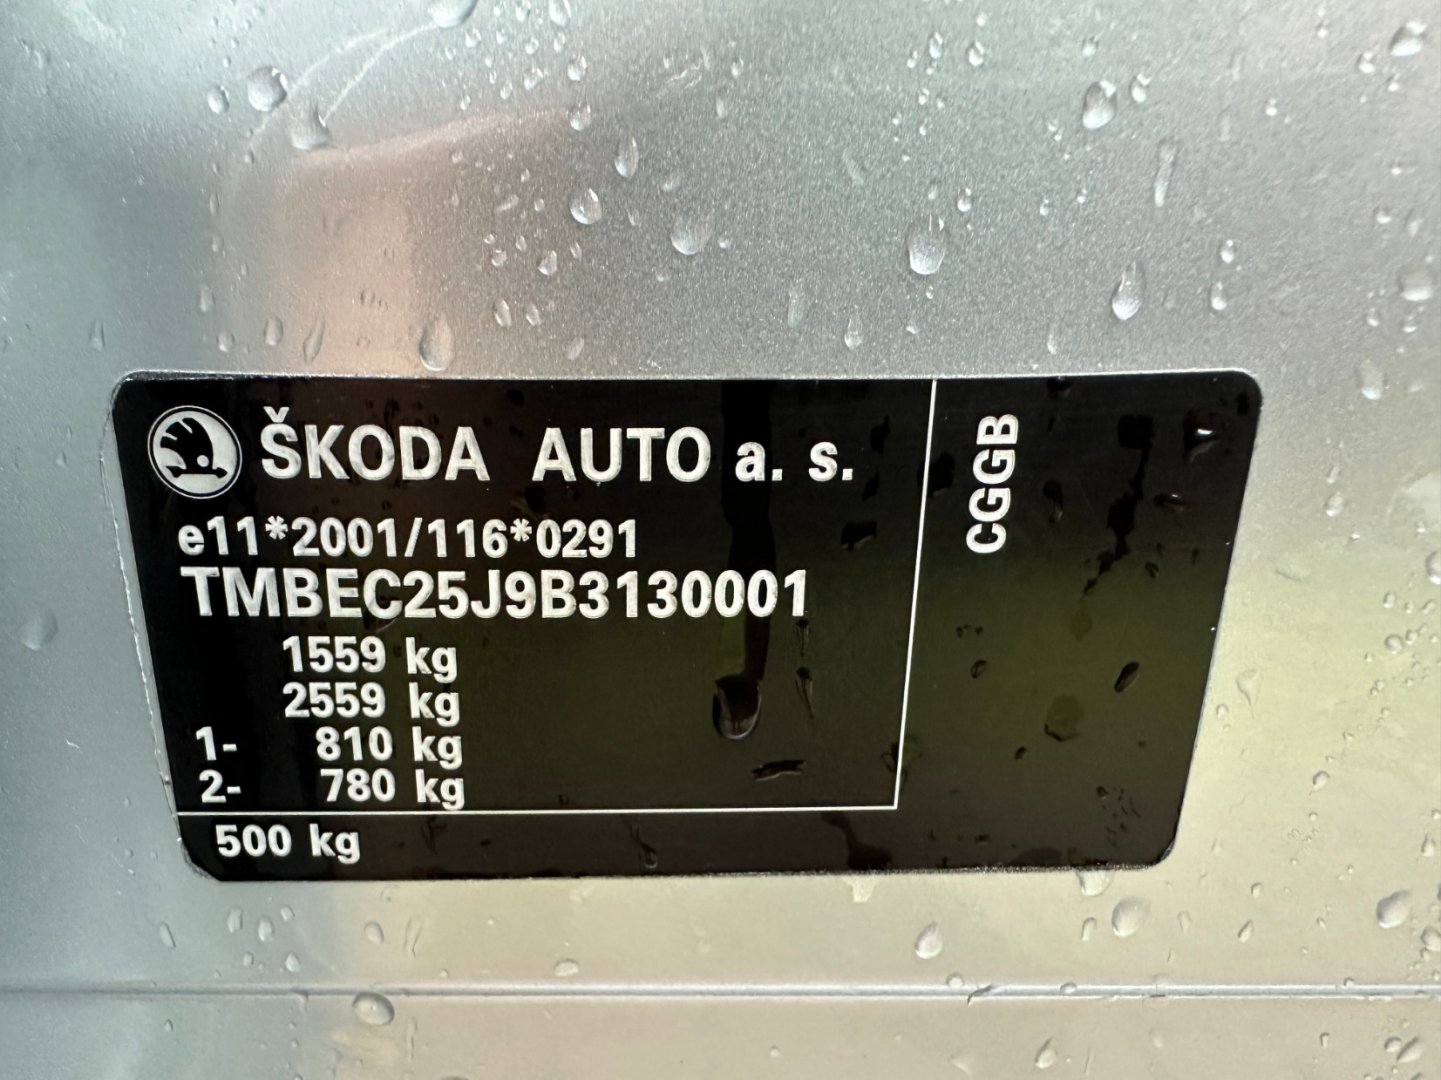 ŠKODA AUTO a. s.
e11*2001/116*0291
TMBEC25J9B3130001
1559 kg
2559 kg
1- 810 kg
2- 780 kg
500 kg
CGGB